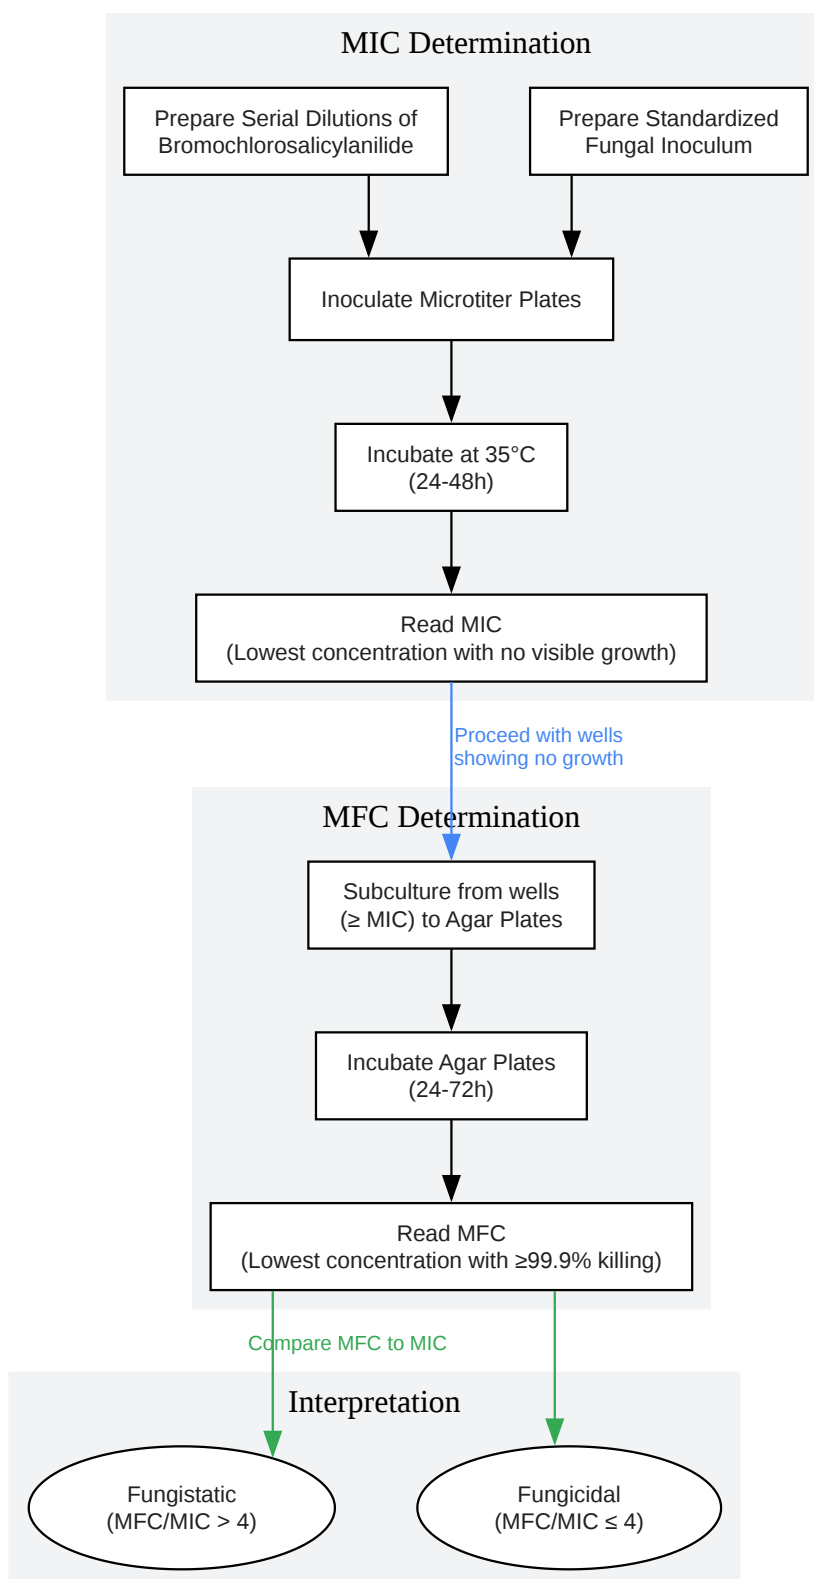 MIC Determination
Prepare Serial Dilutions of
Bromochlorosalicylanilide
Prepare Standardized
Fungal Inoculum
Inoculate Microtiter Plates
Incubate at 35°C
(24-48h)
Read MIC
(Lowest concentration with no visible growth)
Proceed with wells
showing no growth
MFC Determination
Subculture from wells
(≥ MIC) to Agar Plates
Incubate Agar Plates
(24-72h)
Read MFC
(Lowest concentration with ≥99.9% killing)
Compare MFC to MIC
Interpretation
Fungistatic
(MFC/MIC > 4)
Fungicidal
(MFC/MIC ≤ 4)